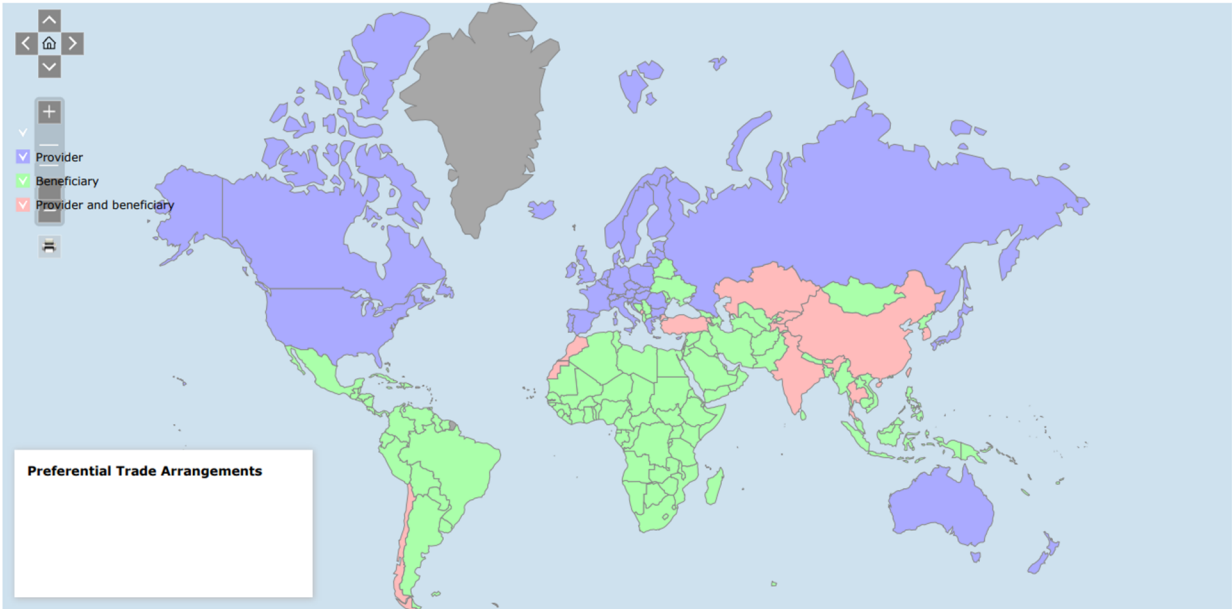 Provider
Beneficiary
Provider and beneficiary
Preferential Trade Arrangements